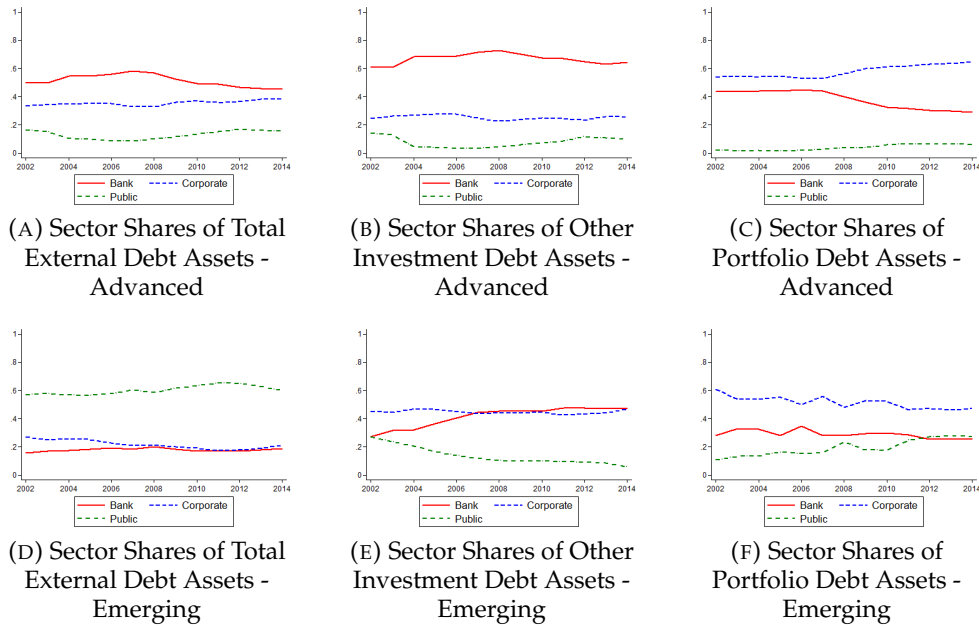 1
.8
.6
.4
.2
0
2002 2004 2006 2008 2010 2012 2014
Bank Corporate
Public
(A) Sector Shares of Total
External Debt Assets -
Advanced
1
.8
.6
.4
.2
0
2002 2004 2006 2008 2010 2012 2014
Bank Corporate
Public
(B) Sector Shares of Other
Investment Debt Assets -
Advanced
1
.8
.6
.4
.2
0
2002 2004 2006 2008 2010 2012 2014
Bank Corporate
Public
(C) Sector Shares of
Portfolio Debt Assets -
Advanced
1
.8
.6
.4
.2
0
2002 2004 2006 2008 2010 2012 2014
Bank Corporate
Public
(D) Sector Shares of Total
External Debt Assets -
Emerging
1
.8
.6
.4
.2
0
2002 2004 2006 2008 2010 2012 2014
Bank Corporate
Public
(E) Sector Shares of Other
Investment Debt Assets -
Emerging
1
.8
.6
.4
.2
0
2002 2004 2006 2008 2010 2012 2014
Bank Corporate
Public
(F) Sector Shares of
Portfolio Debt Assets -
Emerging